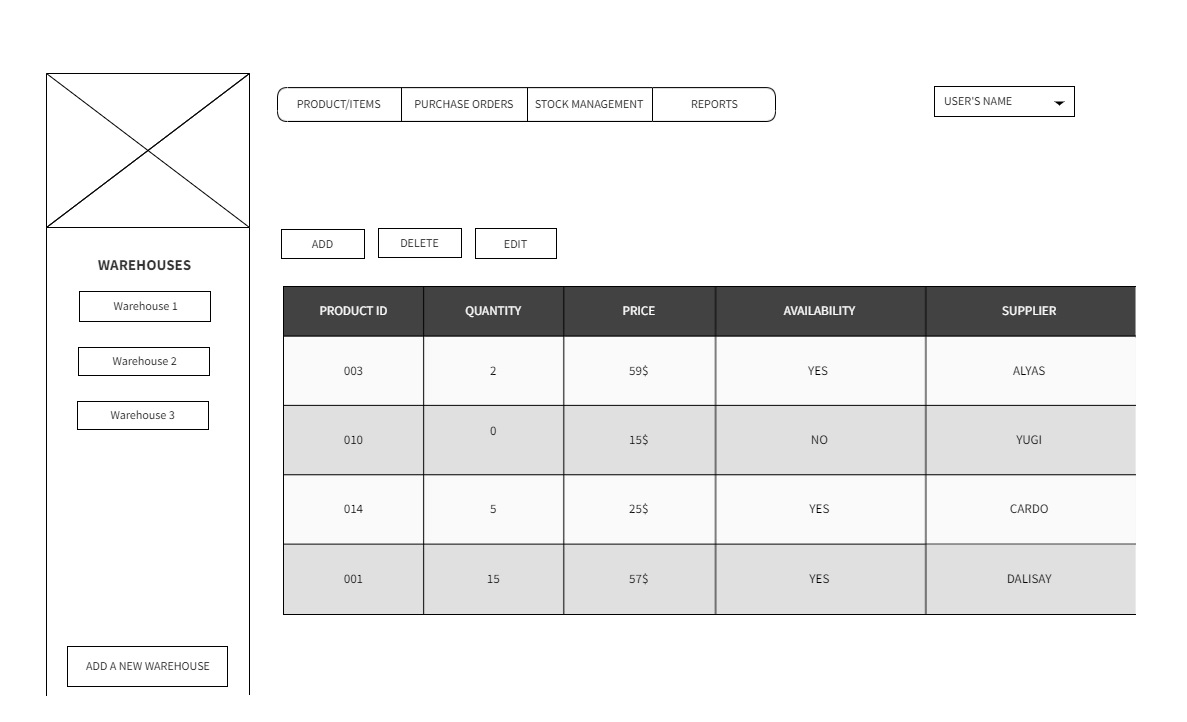 PRODUCT/ITEMS PURCHASE ORDERS STOCK MANAGEMENT REPORTS
USER'S NAME
WAREHOUSES
Warehouse 1
Warehouse 2
Warehouse 3
ADD A NEW WAREHOUSE
ADD DELETE EDIT
PRODUCT ID QUANTITY PRICE AVAILABILITY SUPPLIER
003 2 59$ YES ALYAS
010 0 15$ NO YUGI
014 5 25$ YES CARDO
001 15 57$ YES DALISAY